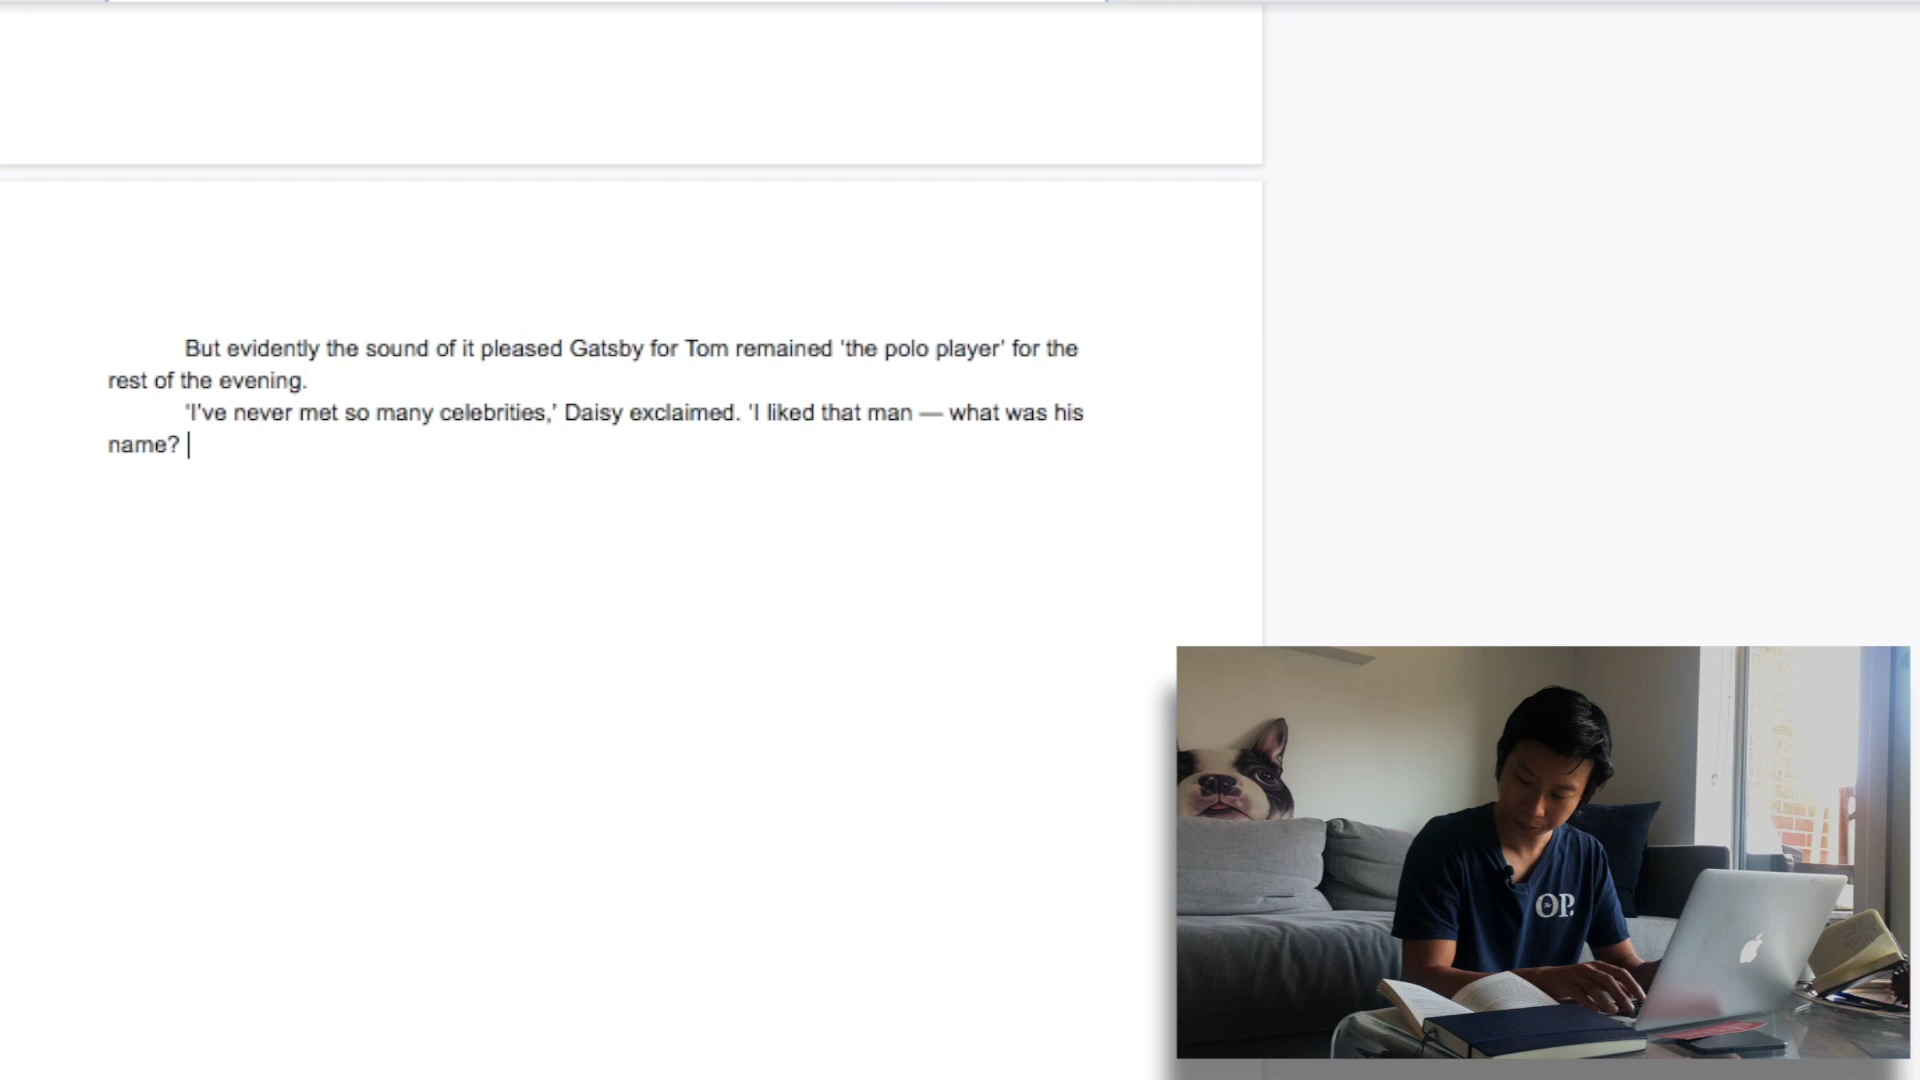 But evidently the sound of it pleased Gatsby for Tom remained 'the polo player' for the
rest of the evening.
'I've never met so many celebrities,' Daisy exclaimed. 'I liked that man — what was his
name?
OP.